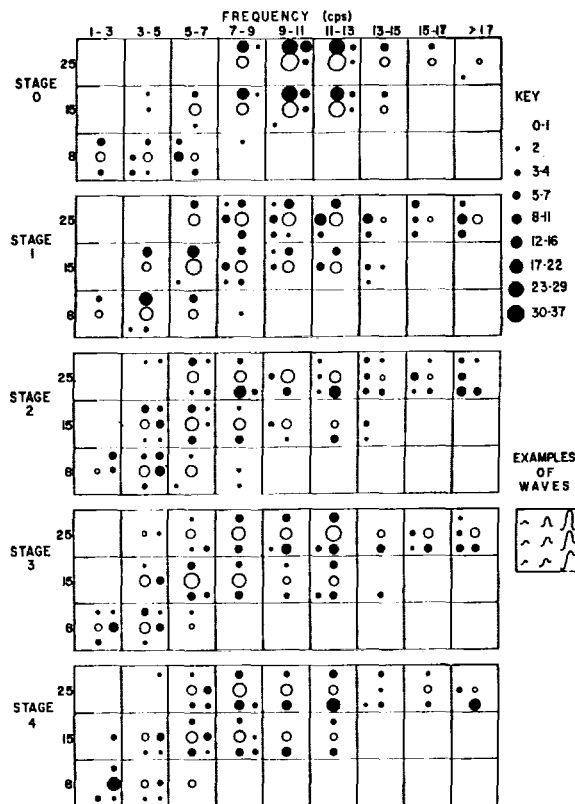 FREQUENCY (cps)
1-3 3-5 5-7 7-9 9-11 11-13 13-15 15-17 >17
STAGE 0
25
15
8
STAGE 1
25
15
8
STAGE 2
25
15
8
STAGE 3
25
15
8
STAGE 4
25
15
8
KEY
0-1
2
3-4
5-7
8-11
12-16
17-22
23-29
30-37
EXAMPLES
OF
WAVES